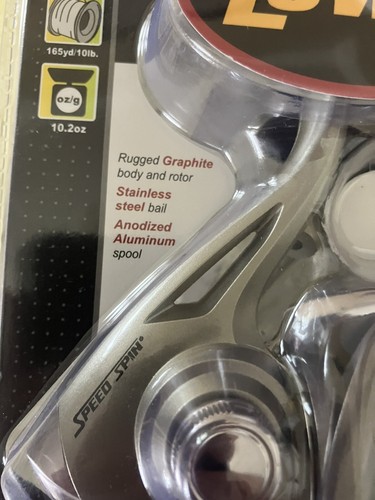 165yd/10lb.
oz/g
10.2oz
Rugged Graphite
body and rotor
Stainless
steel bail
Anodized
Aluminum
spool
SPEED SPIN®